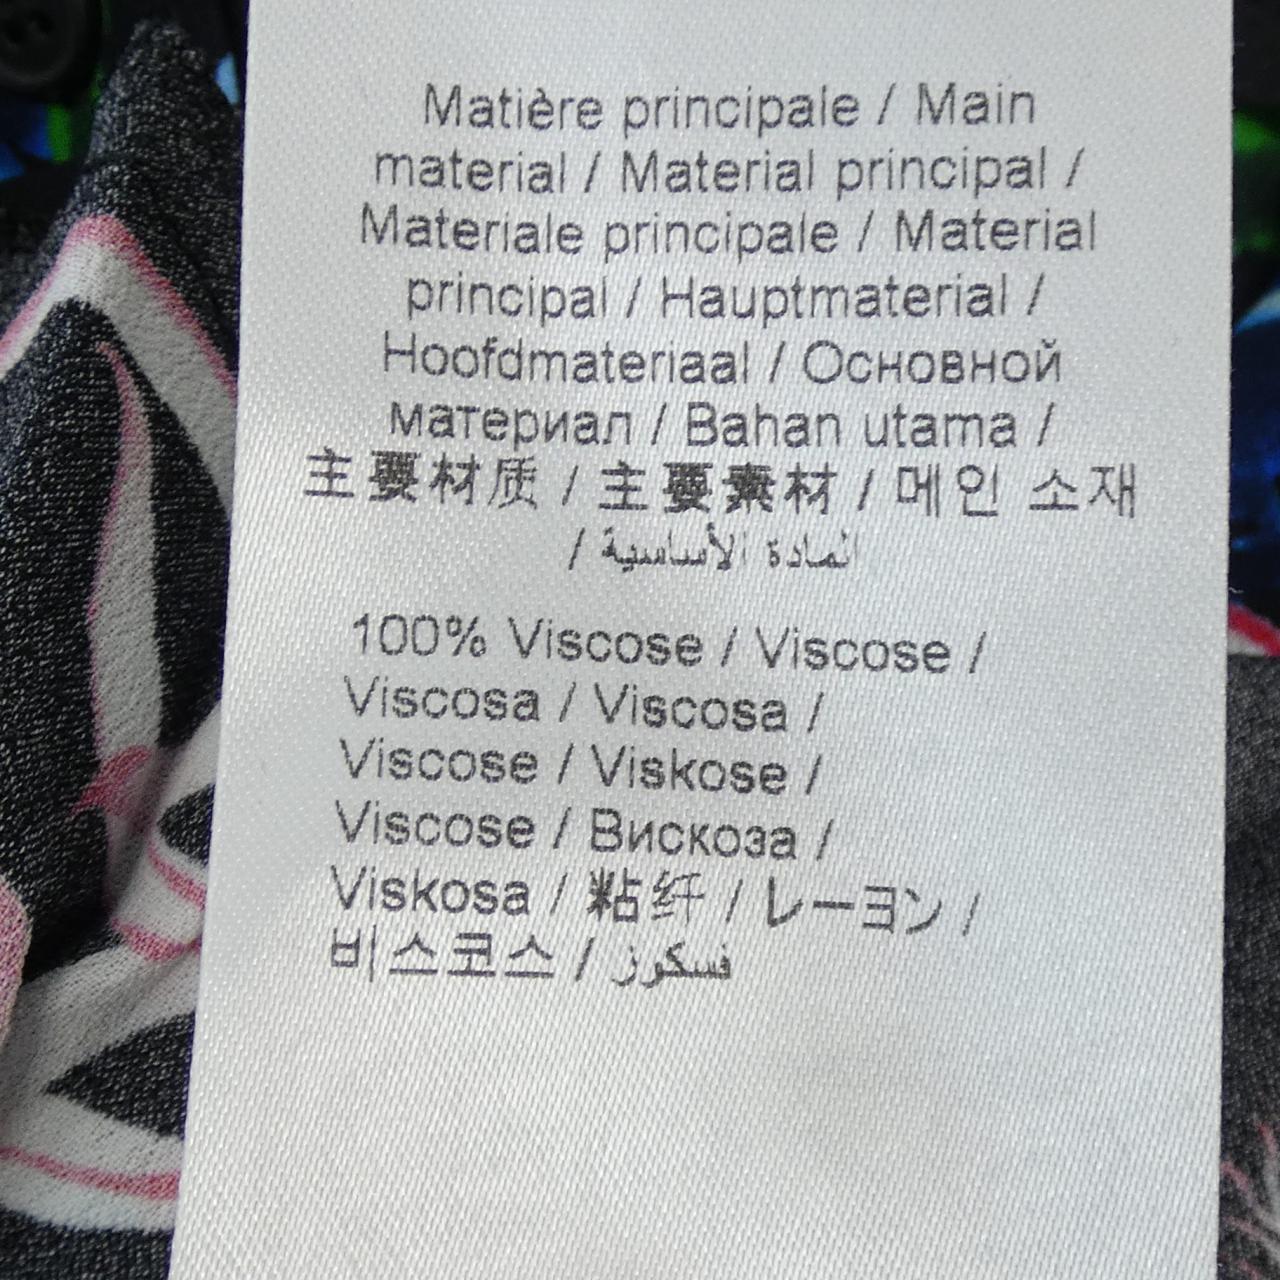 Matière principale / Main
material / Material principal /
Materiale principale / Material
principal / Hauptmaterial /
Hoofdmateriaal / Основной
материал / Bahan utama /
主要材质 / 主要素材 / 메인 소재
/ المادة الأساسية
100% Viscose / Viscose /
Viscosa / Viscosa /
Viscose / Viskose /
Viscose / Вискоза /
Viskosa / 粘纤 / レーヨン /
비스코스 / فسكوز